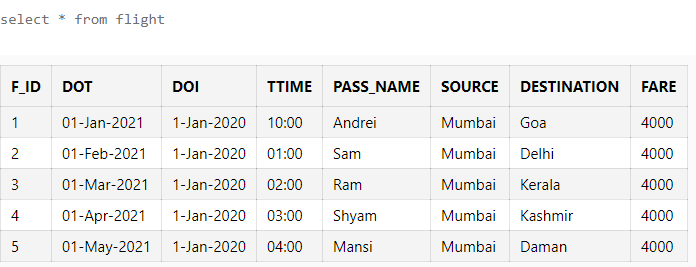 select * from flight
F_ID DOT DOI TTIME PASS_NAME SOURCE DESTINATION FARE
1 01-Jan-2021 1-Jan-2020 10:00 Andrei Mumbai Goa 4000
2 01-Feb-2021 1-Jan-2020 01:00 Sam Mumbai Delhi 4000
3 01-Mar-2021 1-Jan-2020 02:00 Ram Mumbai Kerala 4000
4 01-Apr-2021 1-Jan-2020 03:00 Shyam Mumbai Kashmir 4000
5 01-May-2021 1-Jan-2020 04:00 Mansi Mumbai Daman 4000